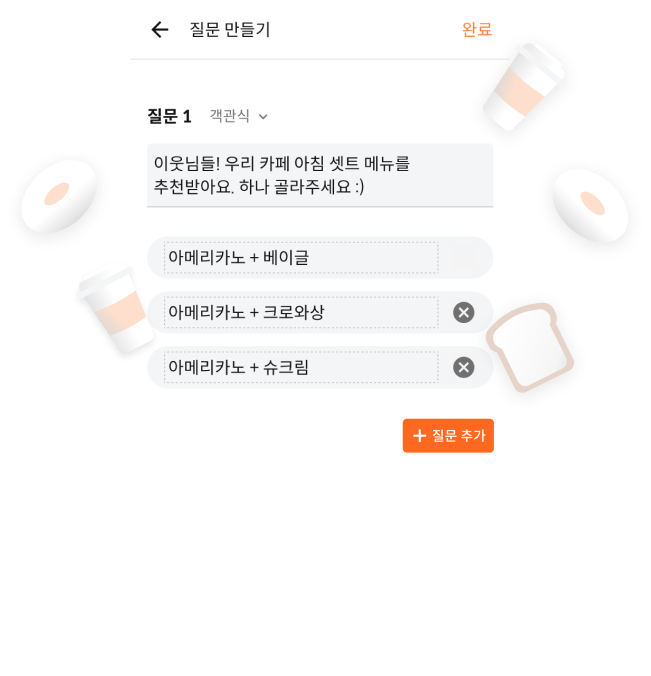 질문 만들기
완료
질문 1 객관식
이웃님들! 우리 카페 아침 셋트 메뉴를
추천받아요. 하나 골라주세요 :)
아메리카노 + 베이글
아메리카노 + 크로와상
아메리카노 + 슈크림
+ 질문 추가